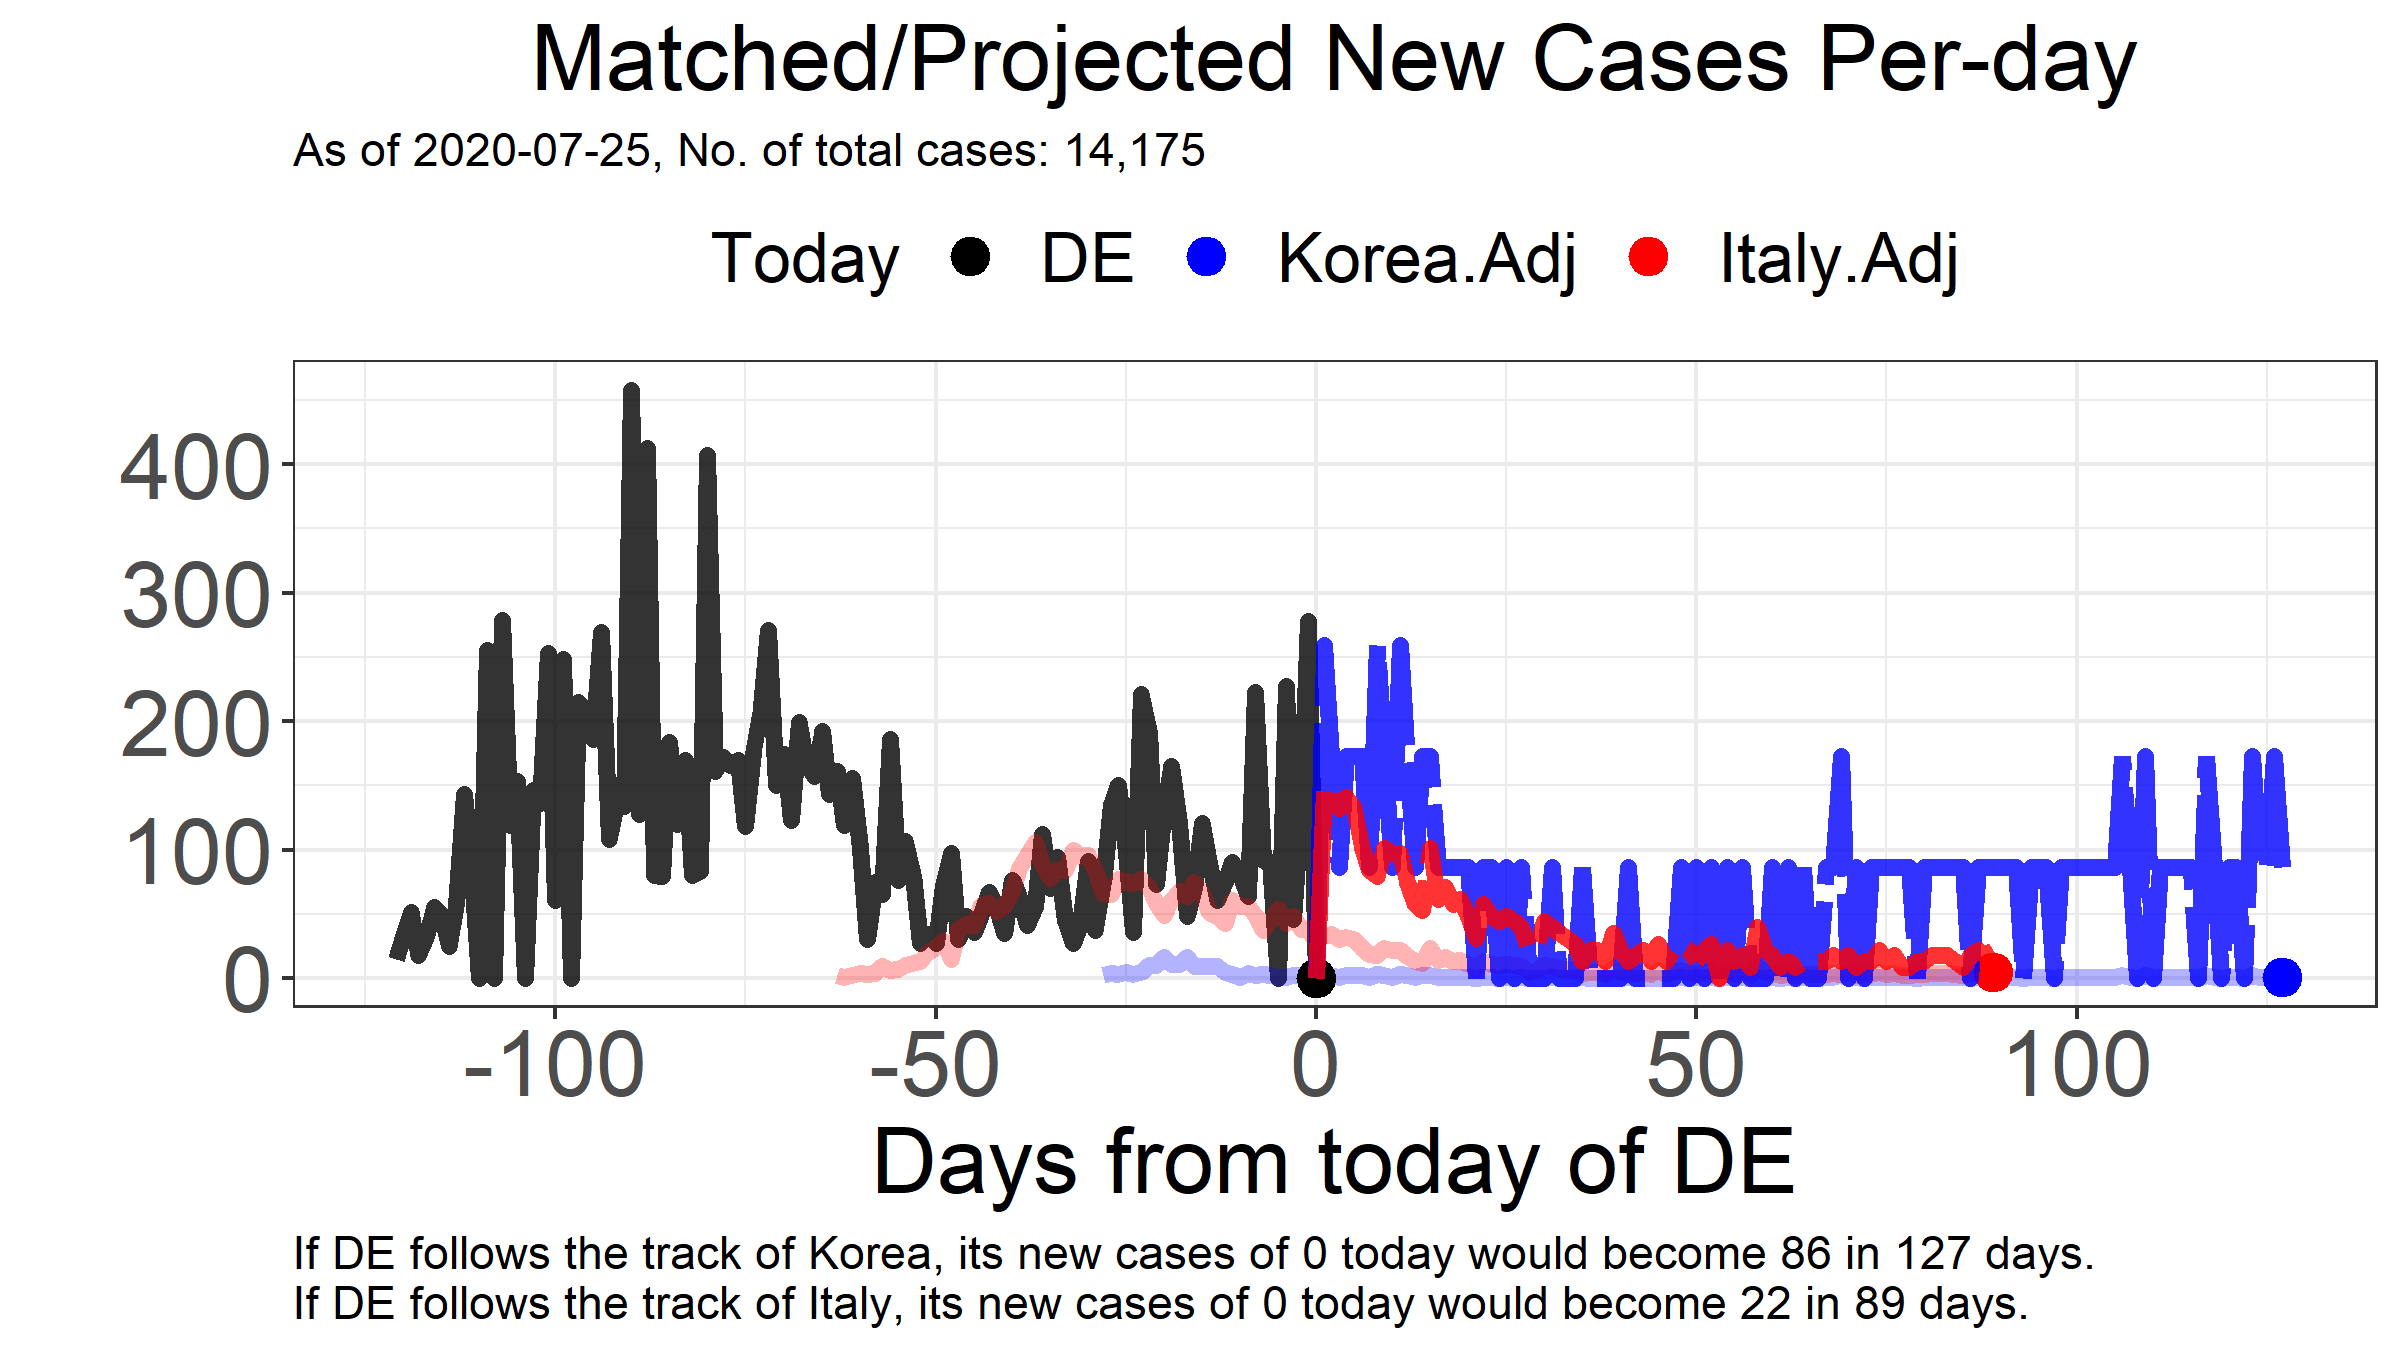 Matched/Projected New Cases Per-day
As of 2020-07-25, No. of total cases: 14,175
Today DE Korea.Adj Italy.Adj
400
300
200
100
0
-100 -50 0 50 100
Days from today of DE
If DE follows the track of Korea, its new cases of 0 today would become 86 in 127 days.
If DE follows the track of Italy, its new cases of 0 today would become 22 in 89 days.